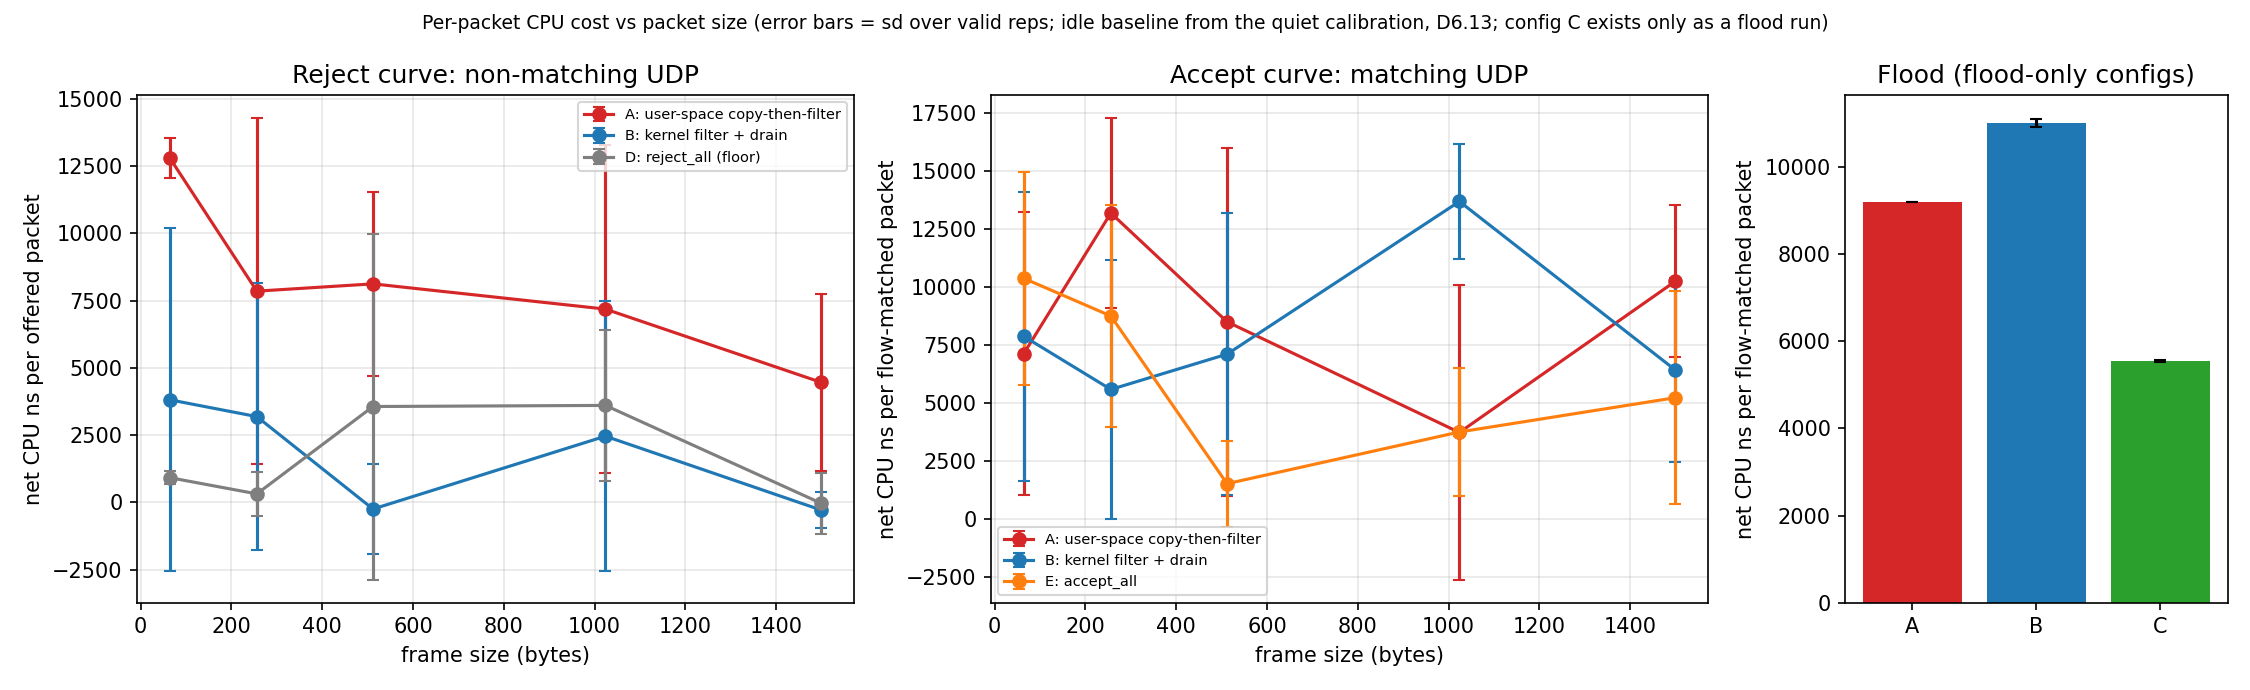 Per-packet CPU cost vs packet size (error bars = sd over valid reps; idle baseline from the quiet calibration, D6.13; config C exists only as a flood run)
Reject curve: non-matching UDP
net CPU ns per offered packet
15000
12500
10000
7500
5000
2500
0
−2500
A: user-space copy-then-filter
B: kernel filter + drain
D: reject_all (floor)
0
200
400
600
800
1000
1200
1400
frame size (bytes)
Accept curve: matching UDP
net CPU ns per flow-matched packet
17500
15000
12500
10000
7500
5000
2500
0
−2500
A: user-space copy-then-filter
B: kernel filter + drain
E: accept_all
0
200
400
600
800
1000
1200
1400
frame size (bytes)
Flood (flood-only configs)
net CPU ns per flow-matched packet
10000
8000
6000
4000
2000
0
A
B
C